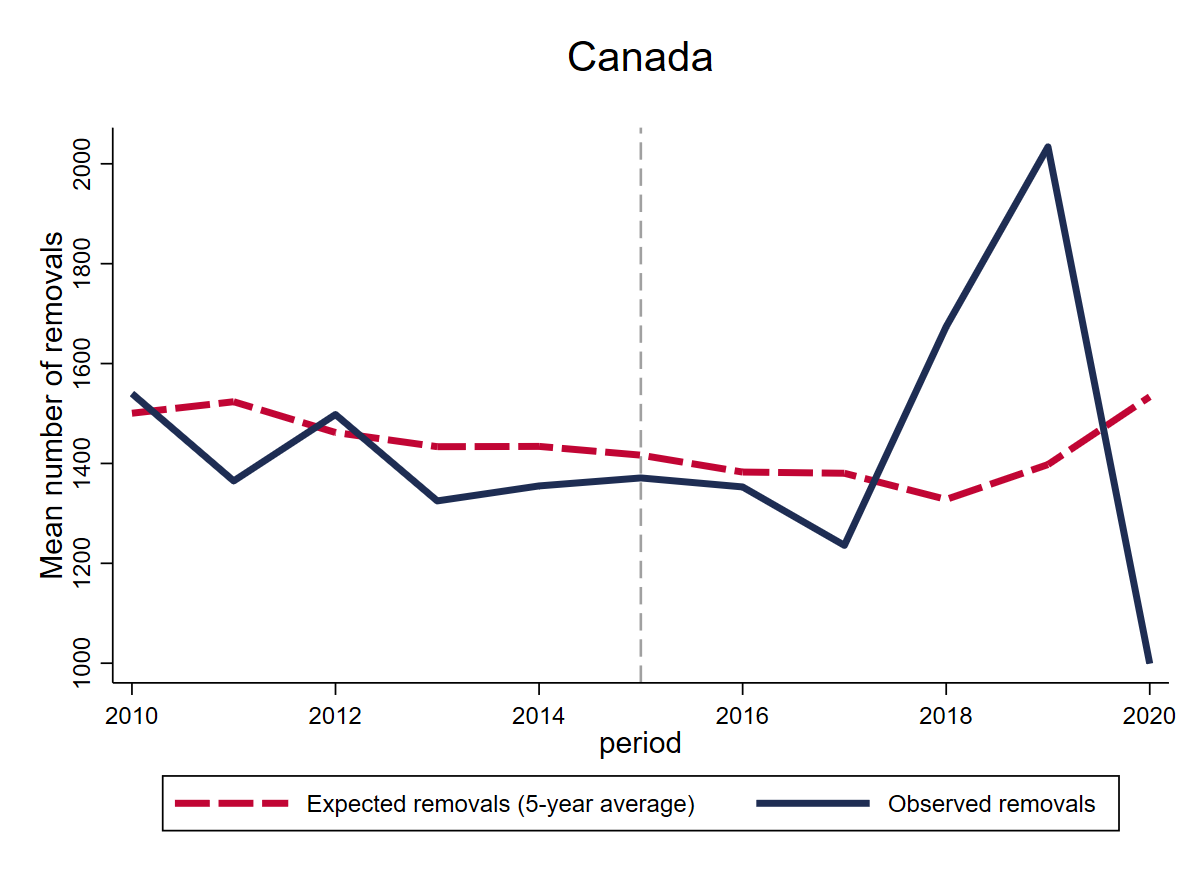 Canada
Mean number of removals
2000
1800
1600
1400
1200
1000
2010 2012 2014 2016 2018 2020
period
Expected removals (5-year average) Observed removals